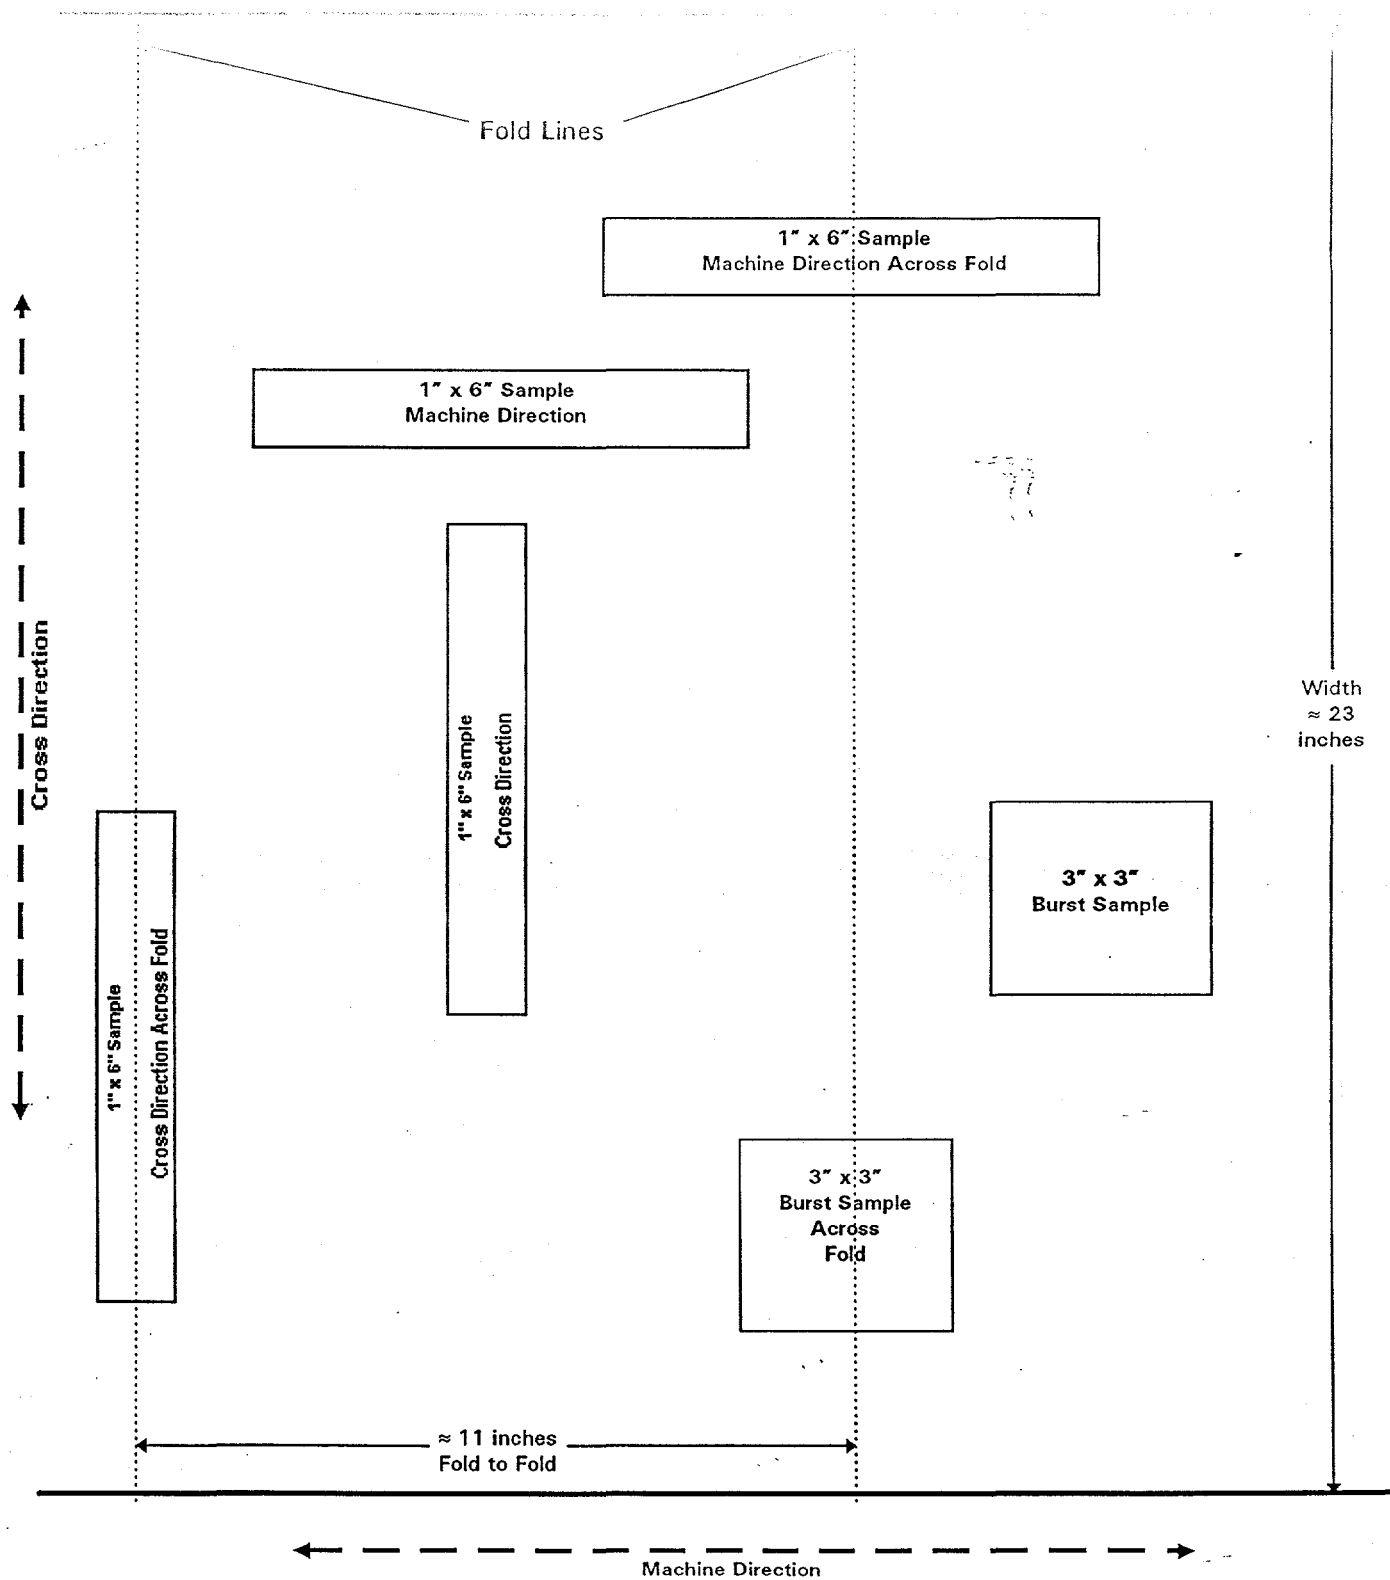 Fold Lines
1″ x 6″ Sample
Machine Direction Across Fold
1″ x 6″ Sample
Machine Direction
Cross Direction
1" x 6" Sample
Cross Direction
Width
≈ 23
inches
3″ x 3″
Burst Sample
1" x 6" Sample
Cross Direction Across Fold
3″ x 3″
Burst Sample
Across
Fold
≈ 11 inches
Fold to Fold
Machine Direction